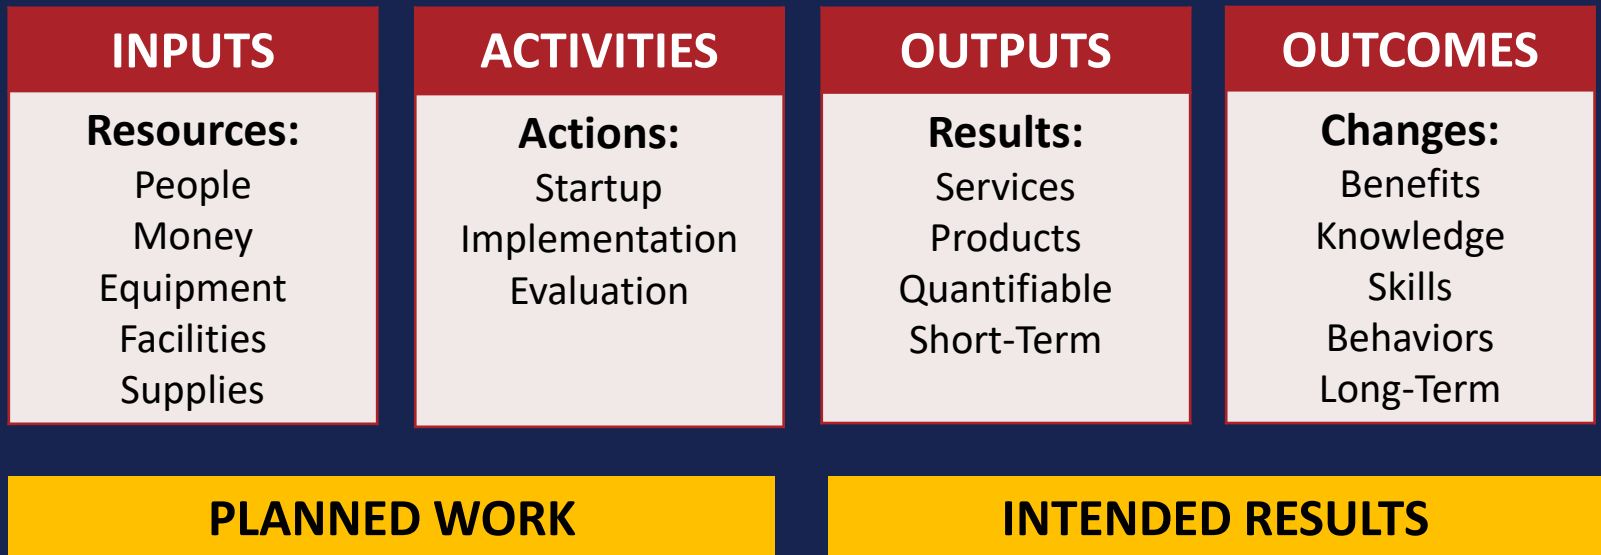 INPUTS
Resources:
People
Money
Equipment
Facilities
Supplies
ACTIVITIES
Actions:
Startup
Implementation
Evaluation
OUTPUTS
Results:
Services
Products
Quantifiable
Short-Term
OUTCOMES
Changes:
Benefits
Knowledge
Skills
Behaviors
Long-Term
PLANNED WORK
INTENDED RESULTS